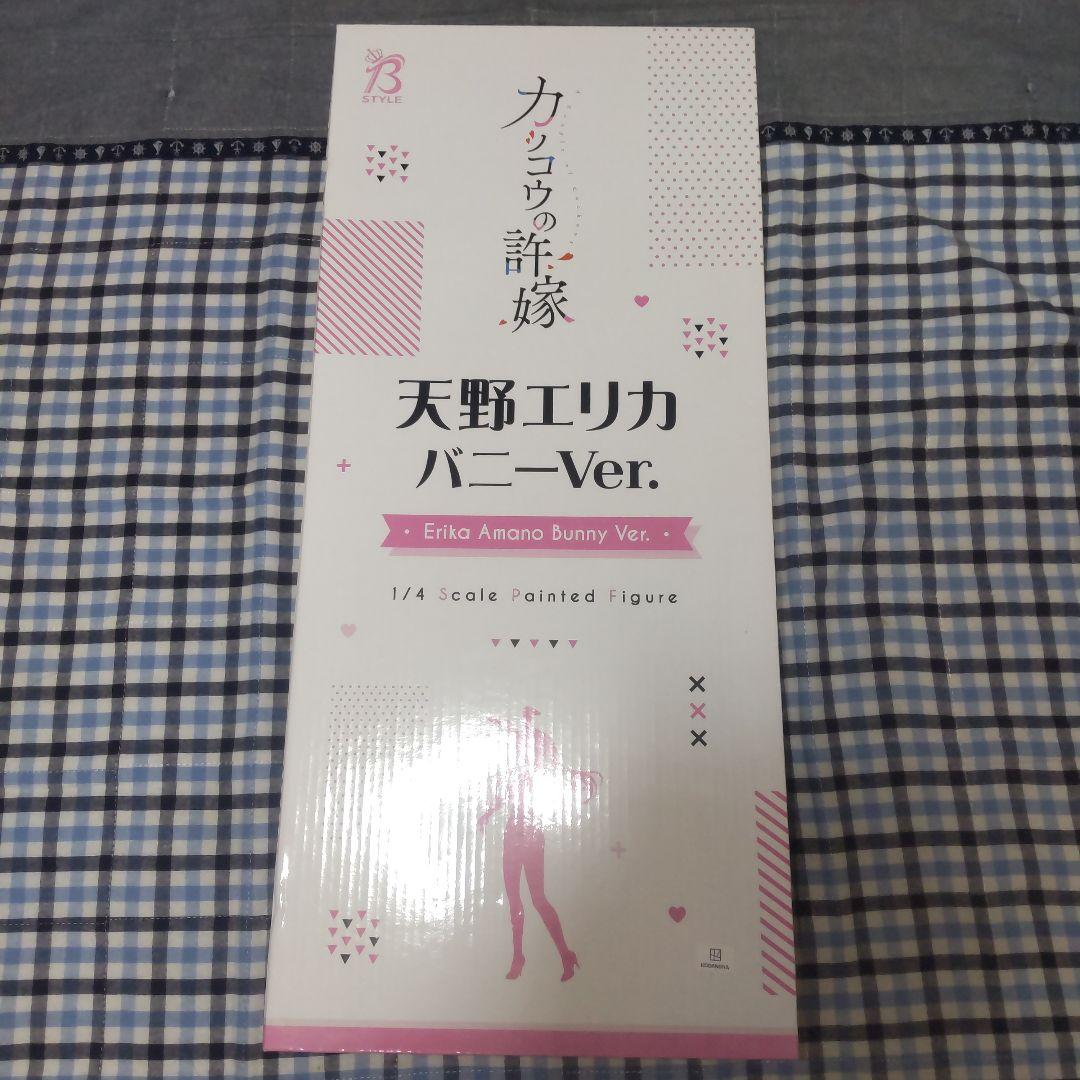 B
STYLE
カッコウの許嫁
天野エリカ
バニーVer.
・ Erika Amano Bunny Ver. ・
1/4 Scale Painted Figure
KODANSHA